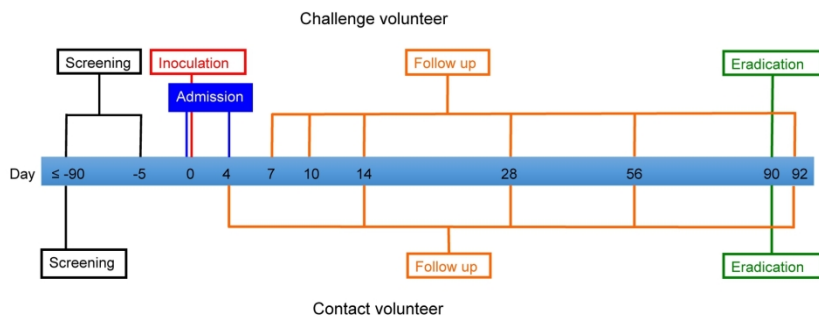 Challenge volunteer
Screening
Inoculation
Follow up
Eradication
Admission
Day ≤ -90 -5 0 4 7 10 14 28 56 90 92
Screening
Follow up
Eradication
Contact volunteer